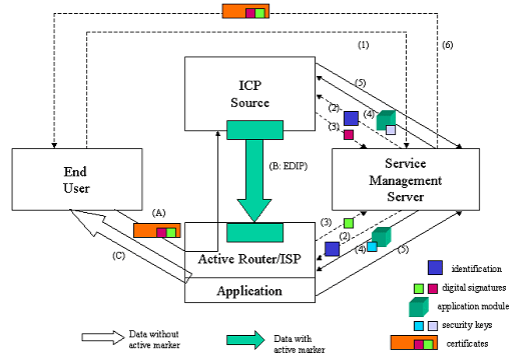 (1)
(6)
ICP
Source
(5)
(2)
(4)
(3)
End
User
Service
Management
Server
(B: EDIP)
(A)
(3)
(2)
(C)
Active Router/ISP
(4)
(5)
Application
identification
digital signatures
application module
security keys
certificates
Data without
active marker
Data with
active marker